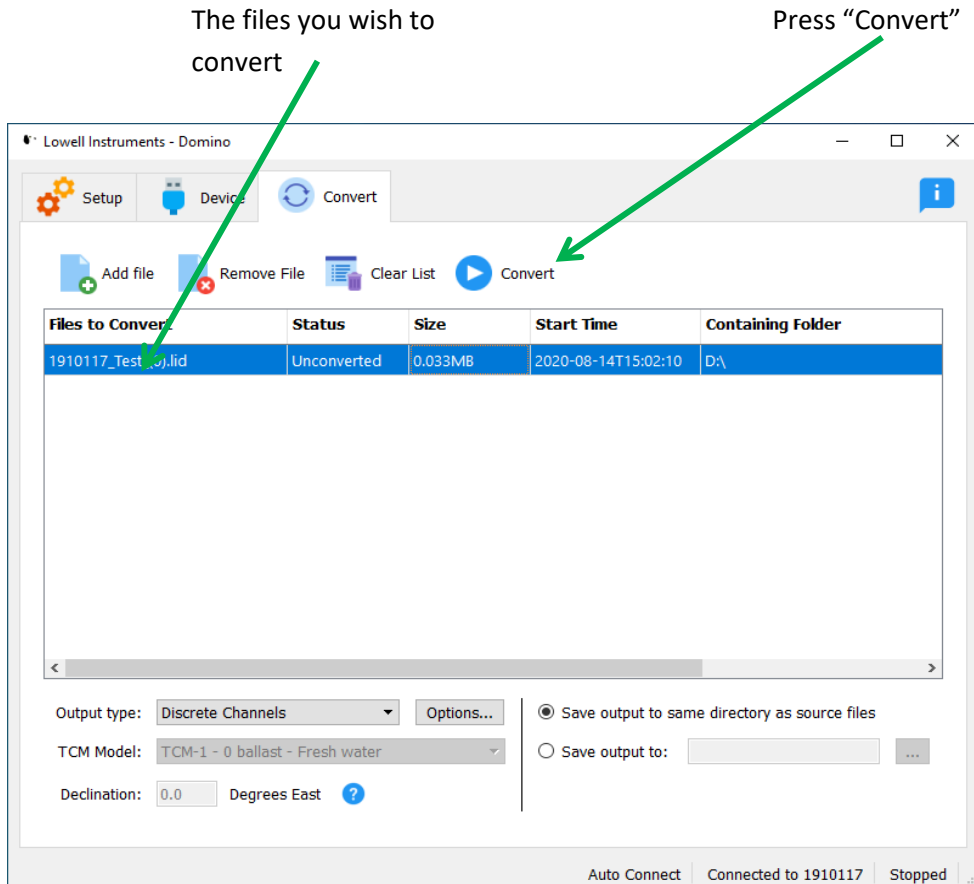 The files you wish to
convert
Press “Convert”
Lowell Instruments - Domino
Setup
Device
Convert
Add file
Remove File
Clear List
Convert
Files to Convert Status Size Start Time Containing Folder
Unconverted 0.033MB 2020-08-14T15:02:10 D:\
Output type: Discrete Channels Options...
Save output to same directory as source files
TCM Model: TCM-1 - 0 ballast - Fresh water
Save output to: ...
Declination: 0.0 Degrees East ?
Auto Connect Connected to 1910117 Stopped